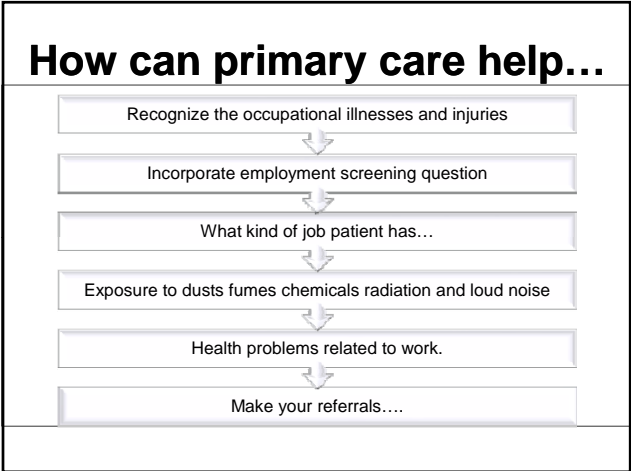 How can primary care help…
Recognize the occupational illnesses and injuries
Incorporate employment screening question
What kind of job patient has…
Exposure to dusts fumes chemicals radiation and loud noise
Health problems related to work.
Make your referrals….